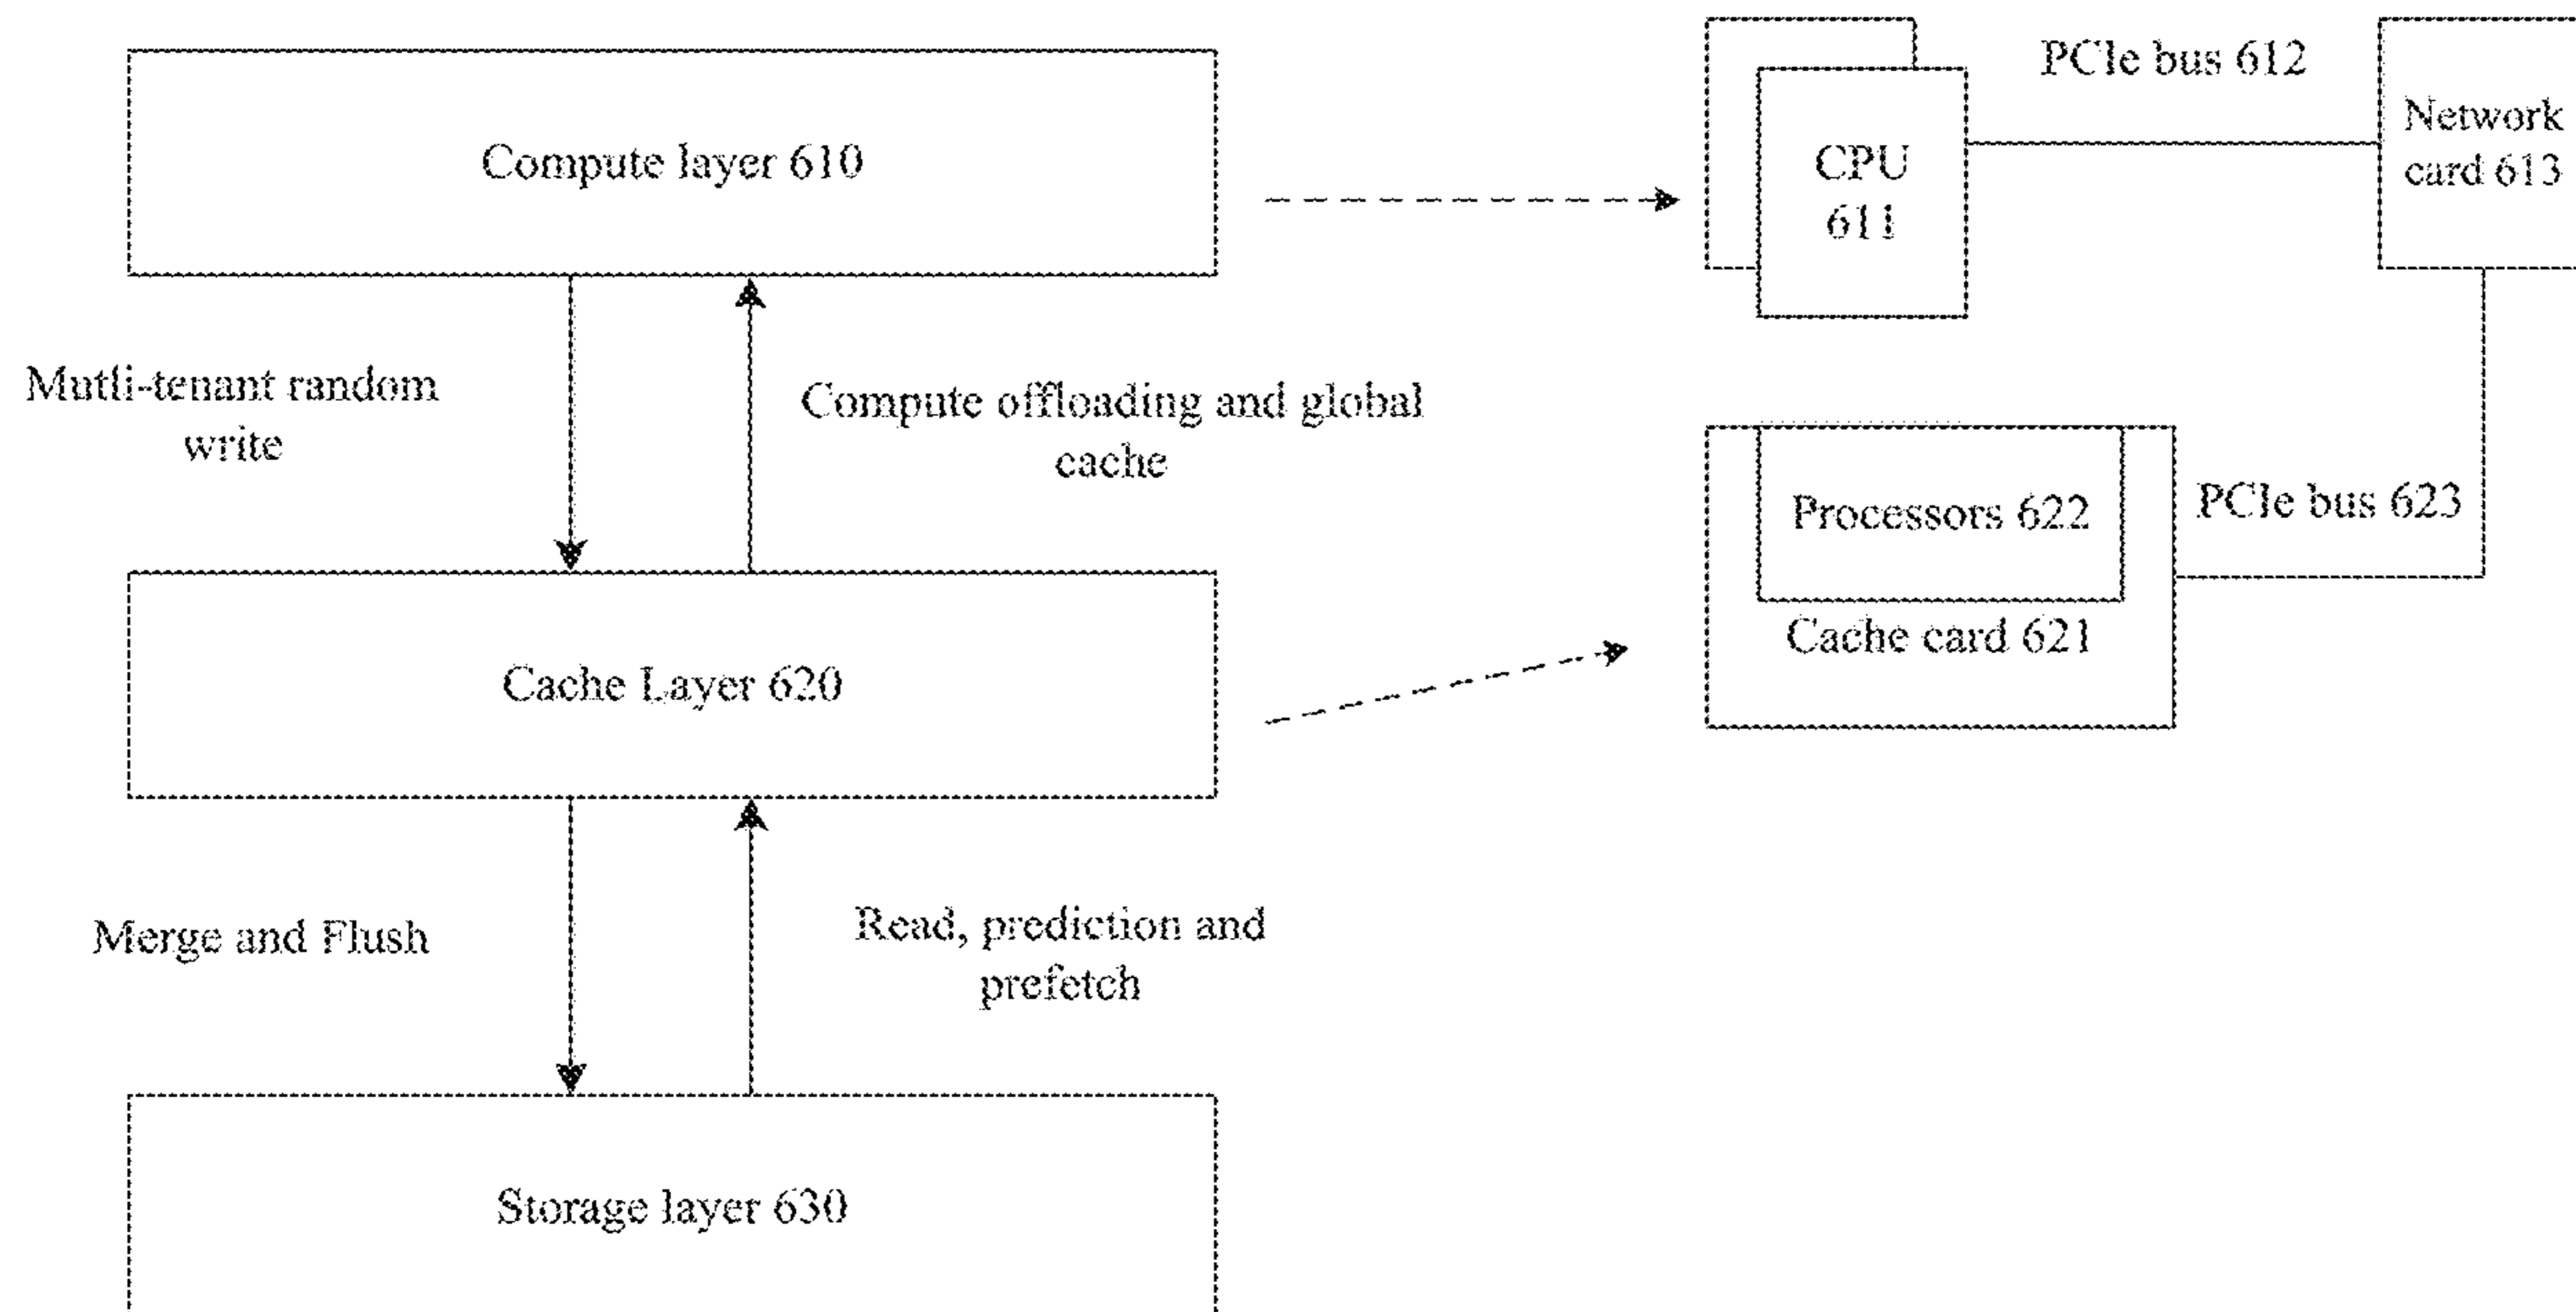 Compute layer 610
PCIe bus 612
Network
card 613
CPU
611
Mutli-tenant random
write
Compute offloading and global
cache
Processors 622
PCIe bus 623
Cache card 621
Cache Layer 620
Merge and Flush
Read, prediction and
prefetch
Storage layer 630